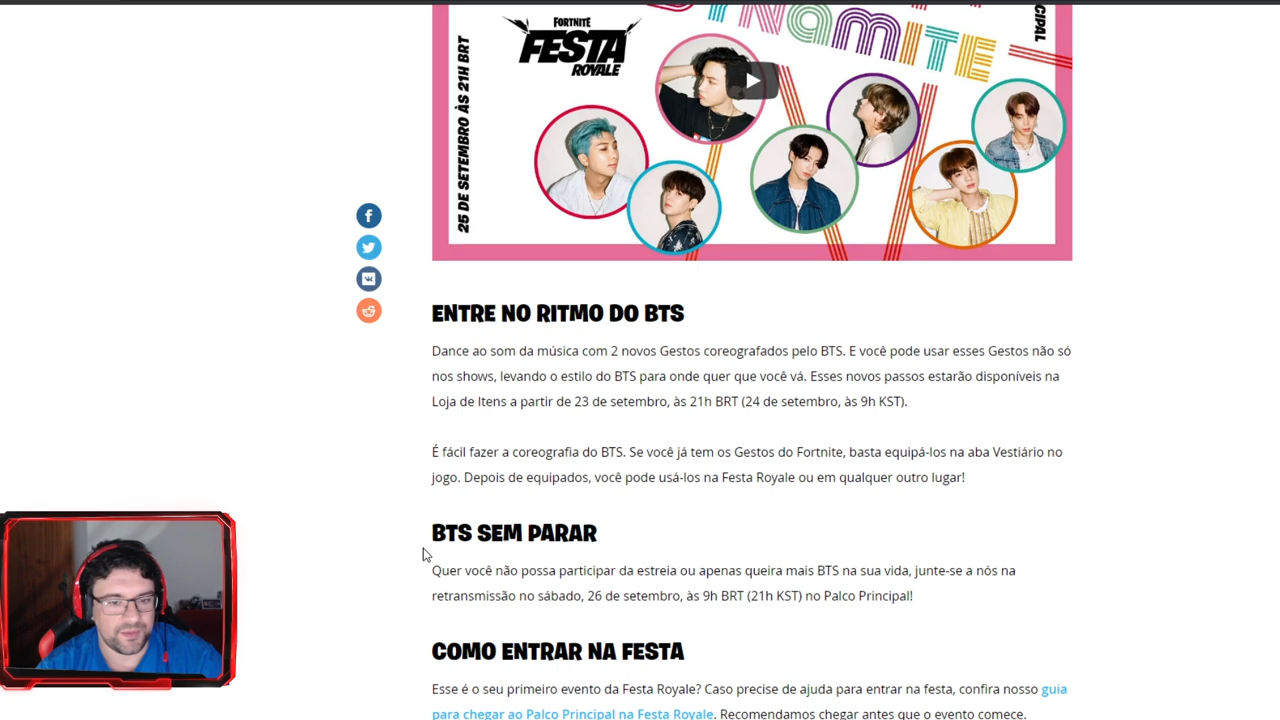 DYNAMITE
CIPAL
FORTNITE
FESTA
ROYALE
25 DE SETEMBRO ÀS 21H BRT
ENTRE NO RITMO DO BTS
Dance ao som da música com 2 novos Gestos coreografados pelo BTS. E você pode usar esses Gestos não só
nos shows, levando o estilo do BTS para onde quer que você vá. Esses novos passos estarão disponíveis na
Loja de Itens a partir de 23 de setembro, às 21h BRT (24 de setembro, às 9h KST).
É fácil fazer a coreografia do BTS. Se você já tem os Gestos do Fortnite, basta equipá-los na aba Vestiário no
jogo. Depois de equipados, você pode usá-los na Festa Royale ou em qualquer outro lugar!
BTS SEM PARAR
Quer você não possa participar da estreia ou apenas queira mais BTS na sua vida, junte-se a nós na
retransmissão no sábado, 26 de setembro, às 9h BRT (21h KST) no Palco Principal!
COMO ENTRAR NA FESTA
Esse é o seu primeiro evento da Festa Royale? Caso precise de ajuda para entrar na festa, confira nosso guia
para chegar ao Palco Principal na Festa Royale. Recomendamos chegar antes que o evento comece.